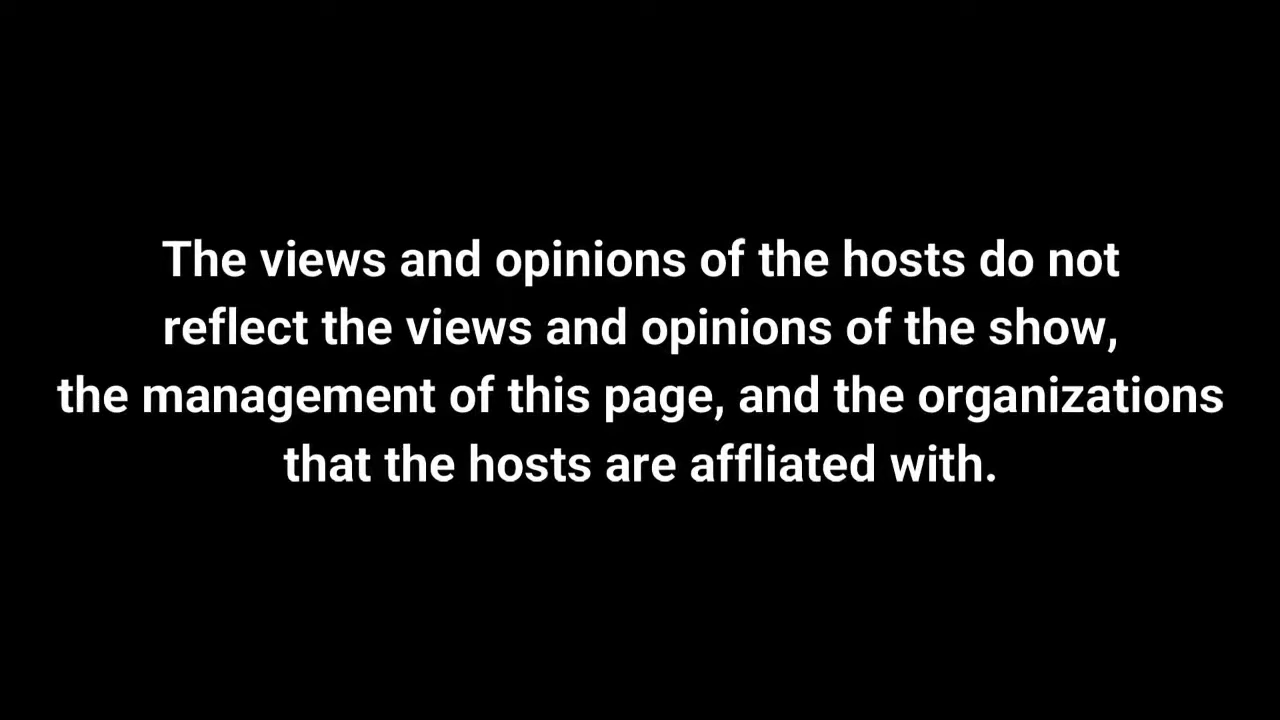 The views and opinions of the hosts do not
reflect the views and opinions of the show,
the management of this page, and the organizations
that the hosts are affliated with.